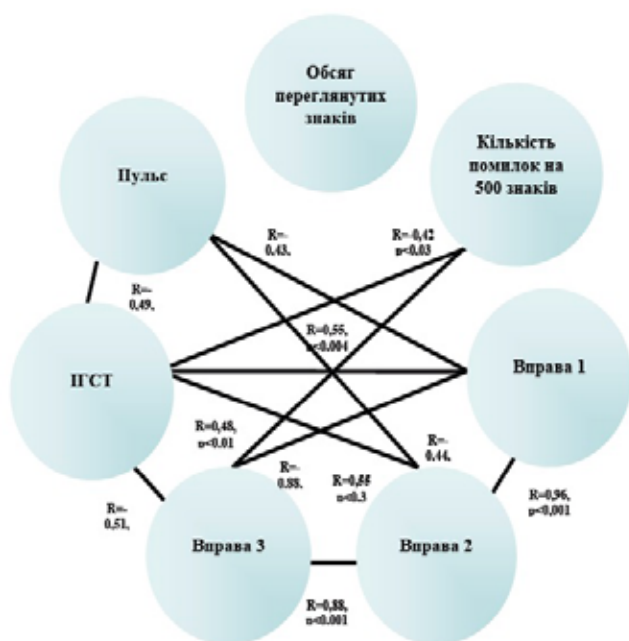 Обсяг
переглянутих
знаків
Кількість
помилок на
500 знаків
Пульс
R=-
0.43.
R=-0,42
p<0.03
R=-
0.49.
R=0,55,
p<0.004
Вправа 1
ІГСТ
R=0,48,
p<0.01
R=-
0.88.
R=0,55
p<0.3
R=-
0.44.
R=0,96,
p<0,001
R=-
0,51,
Вправа 3
Вправа 2
R=0,88,
p<0.001